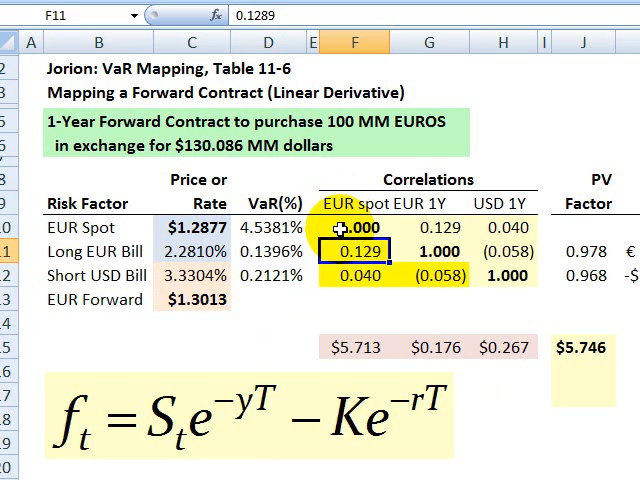 F11 fx 0.1289
A B C D E F G H I J
2 Jorion: VaR Mapping, Table 11-6
3 Mapping a Forward Contract (Linear Derivative)
5 1-Year Forward Contract to purchase 100 MM EUROS
6 in exchange for $130.086 MM dollars
8 Price or Correlations PV
9 Risk Factor Rate VaR(%) EUR spot EUR 1Y USD 1Y Factor
10 EUR Spot $1.2877 4.5381% .000 0.129 0.040
11 Long EUR Bill 2.2810% 0.1396% 0.129 1.000 (0.058) 0.978 €
12 Short USD Bill 3.3304% 0.2121% 0.040 (0.058) 1.000 0.968 -$
13 EUR Forward $1.3013
14
15 $5.713 $0.176 $0.267 $5.746
16
17
18
19
20
f_t = S_t e^{-yT} − K e^{-rT}